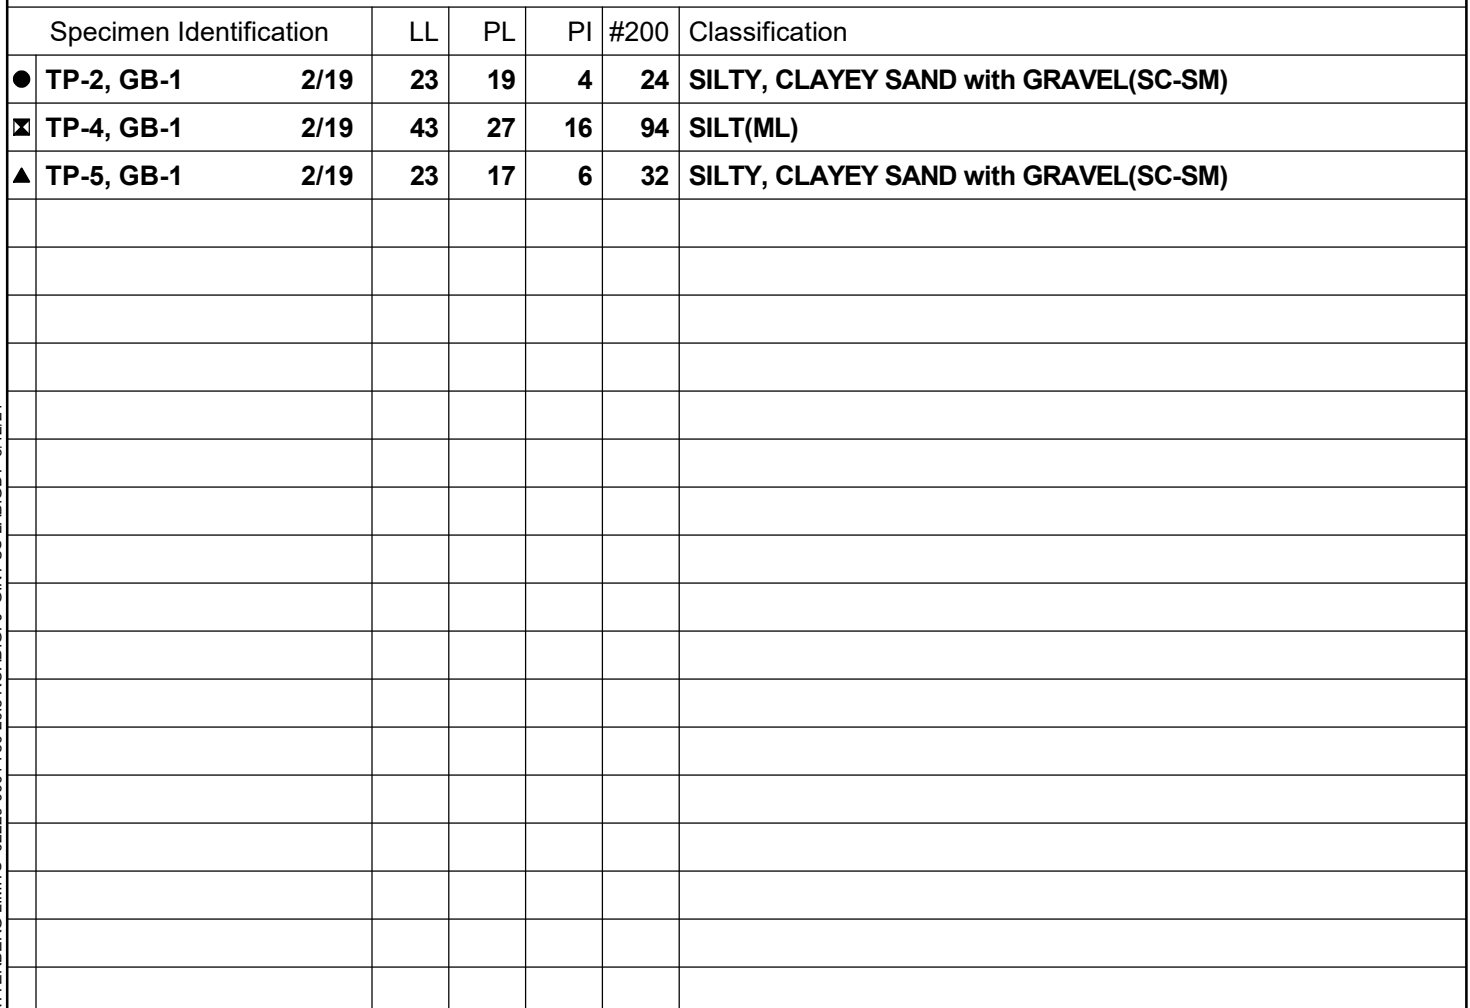 Specimen Identification LL PL PI #200 Classification
TP-2, GB-1 2/19 23 19 4 24 SILTY, CLAYEY SAND with GRAVEL(SC-SM)
TP-4, GB-1 2/19 43 27 16 94 SILT(ML)
TP-5, GB-1 2/19 23 17 6 32 SILTY, CLAYEY SAND with GRAVEL(SC-SM)